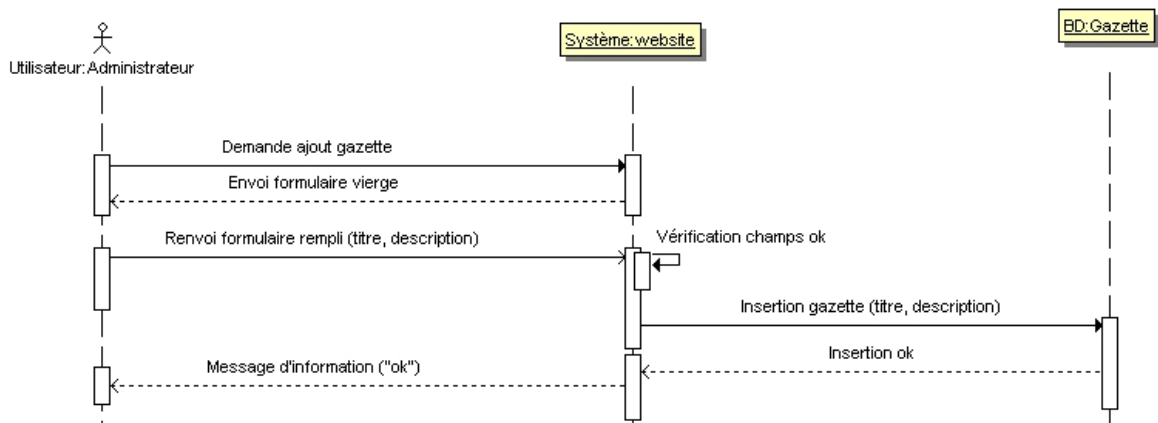 BD:Gazette
Système:website
Utilisateur:Administrateur
Demande ajout gazette
Envoi formulaire vierge
Renvoi formulaire rempli (titre, description)
Vérification champs ok
Insertion gazette (titre, description)
Insertion ok
Message d'information ("ok")